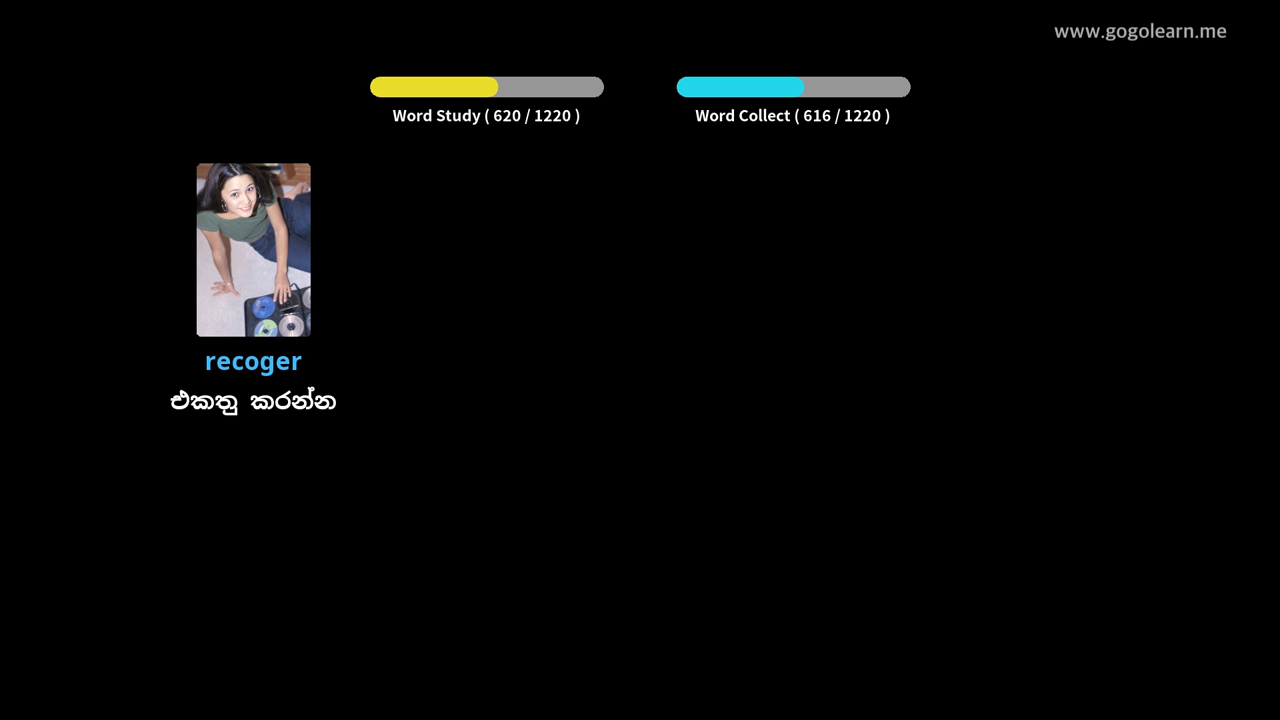 www.gogolearn.me
Word Study ( 620 / 1220 )
Word Collect ( 616 / 1220 )
recoger
එකතු කරන්න